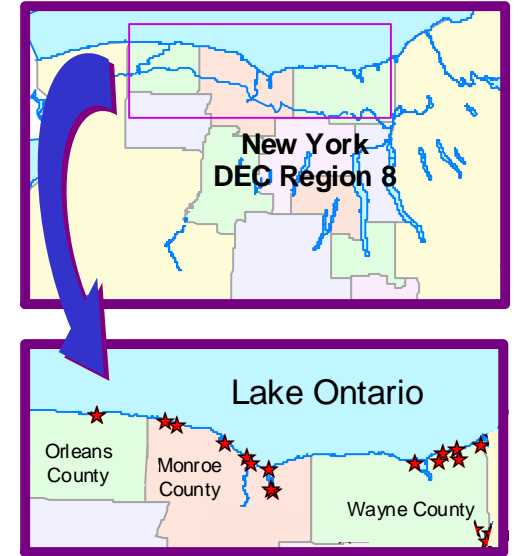 New York
DEC Region 8
Lake Ontario
Orleans
County
Monroe
County
Wayne County